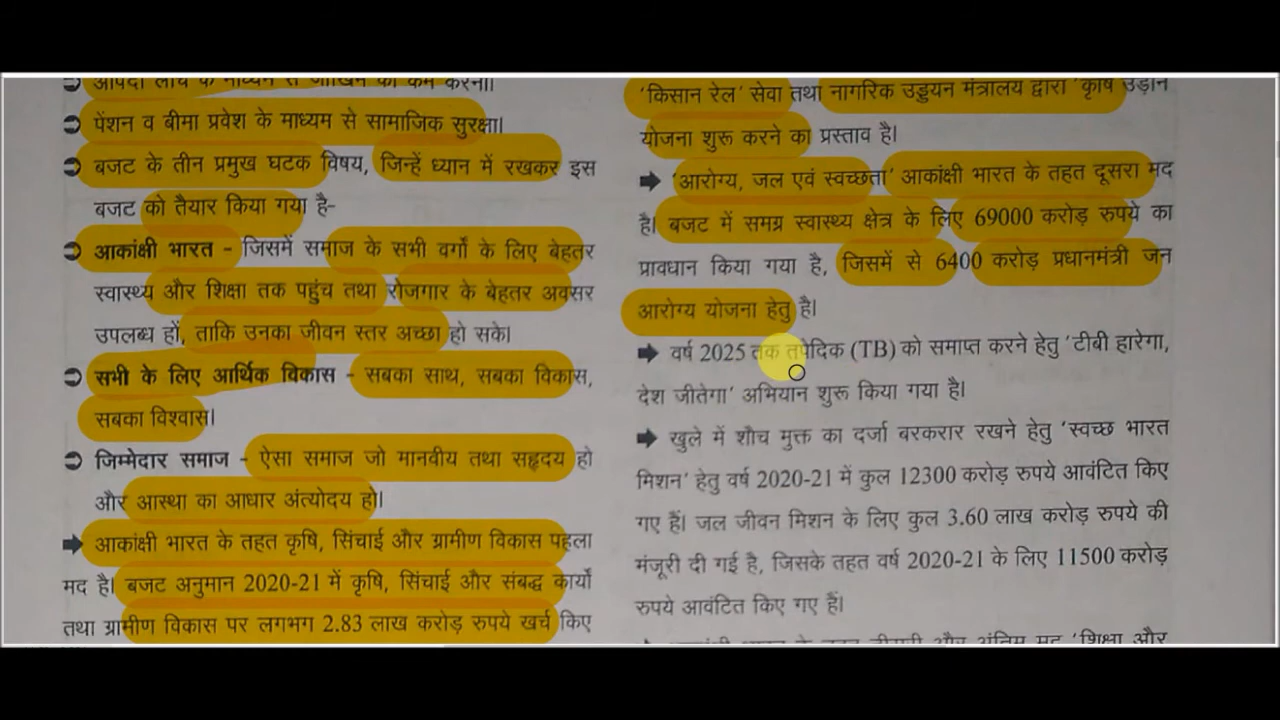 पेंशन व बीमा प्रवेश के माध्यम से सामाजिक सुरक्षा।
बजट के तीन प्रमुख घटक विषय, जिन्हें ध्यान में रखकर इस
बजट को तैयार किया गया है-
आकांक्षी भारत - जिसमें समाज के सभी वर्गों के लिए बेहतर
स्वास्थ्य और शिक्षा तक पहुंच तथा रोजगार के बेहतर अवसर
उपलब्ध हों, ताकि उनका जीवन स्तर अच्छा हो सके।
सभी के लिए आर्थिक विकास - सबका साथ, सबका विकास,
सबका विश्वास।
जिम्मेदार समाज - ऐसा समाज जो मानवीय तथा सहृदय हो
और आस्था का आधार अंत्योदय हो।
आकांक्षी भारत के तहत कृषि, सिंचाई और ग्रामीण विकास पहला
मद है। बजट अनुमान 2020-21 में कृषि, सिंचाई और संबद्ध कार्यों
तथा ग्रामीण विकास पर लगभग 2.83 लाख करोड़ रुपये खर्च किए
'किसान रेल' सेवा तथा नागरिक उड्डयन मंत्रालय द्वारा 'कृषि उड़ान
योजना शुरू करने का प्रस्ताव है।
'आरोग्य, जल एवं स्वच्छता' आकांक्षी भारत के तहत दूसरा मद
है। बजट में समग्र स्वास्थ्य क्षेत्र के लिए 69000 करोड़ रुपये का
प्रावधान किया गया है, जिसमें से 6400 करोड़ प्रधानमंत्री जन
आरोग्य योजना हेतु है।
वर्ष 2025 तक तपेदिक (TB) को समाप्त करने हेतु 'टीबी हारेगा,
देश जीतेगा' अभियान शुरू किया गया है।
खुले में शौच मुक्त का दर्जा बरकरार रखने हेतु 'स्वच्छ भारत
मिशन' हेतु वर्ष 2020-21 में कुल 12300 करोड़ रुपये आवंटित किए
गए हैं। जल जीवन मिशन के लिए कुल 3.60 लाख करोड़ रुपये की
मंजूरी दी गई है, जिसके तहत वर्ष 2020-21 के लिए 11500 करोड़
रुपये आवंटित किए गए हैं।